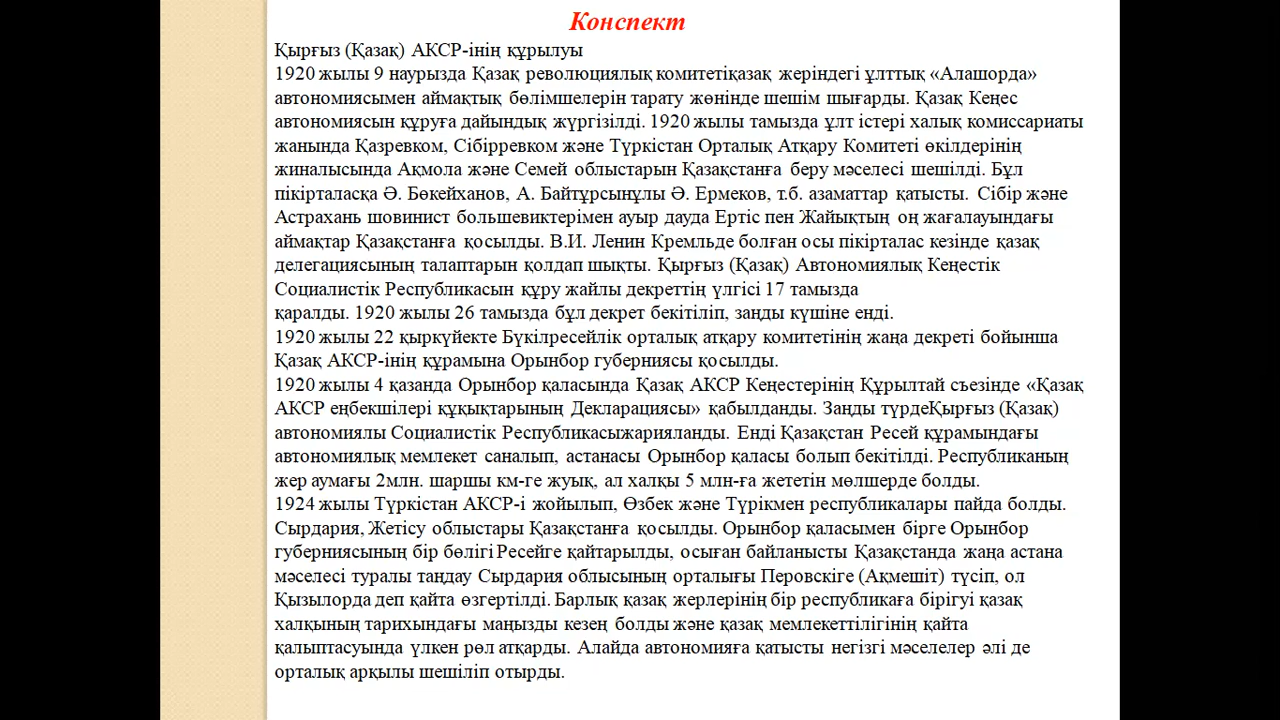 Конспект
Қырғыз (Қазақ) АКСР-інің құрылуы
1920 жылы 9 наурызда Қазақ революциялық комитетіқазақ жеріндегі ұлттық «Алашорда»
автономиясымен аймақтық бөлімшелерін тарату жөнінде шешім шығарды. Қазақ Кеңес
автономиясын құруға дайындық жүргізілді. 1920 жылы тамызда ұлт істері халық комиссариаты
жанында Қазревком, Сібірревком және Түркістан Орталық Атқару Комитеті өкілдерінің
жиналысында Ақмола және Семей облыстарын Қазақстанға беру мәселесі шешілді. Бұл
пікірталасқа Ә. Бөкейханов, А. Байтұрсынұлы Ә. Ермеков, т.б. азаматтар қатысты. Сібір және
Астрахань шовинист большевиктерімен ауыр дауда Ертіс пен Жайықтың оң жағалауындағы
аймақтар Қазақстанға қосылды. В.И. Ленин Кремльде болған осы пікірталас кезінде қазақ
делегациясының талаптарын қолдап шықты. Қырғыз (Қазақ) Автономиялық Кеңестік
Социалистік Республикасын құру жайлы декреттің үлгісі 17 тамызда
қаралды. 1920 жылы 26 тамызда бұл декрет бекітіліп, заңды күшіне енді.
1920 жылы 22 қыркүйекте Бүкілресейлік орталық атқару комитетінің жаңа декреті бойынша
Қазақ АКСР-інің құрамына Орынбор губерниясы қосылды.
1920 жылы 4 қазанда Орынбор қаласында Қазақ АКСР Кеңестерінің Құрылтай съезінде «Қазақ
АКСР еңбекшілері құқықтарының Декларациясы» қабылданды. Заңды түрдеҚырғыз (Қазақ)
автономиялы Социалистік Республикасыжарияланды. Енді Қазақстан Ресей құрамындағы
автономиялық мемлекет саналып, астанасы Орынбор қаласы болып бекітілді. Республиканың
жер аумағы 2млн. шаршы км-ге жуық, ал халқы 5 млн-ға жететін мөлшерде болды.
1924 жылы Түркістан АКСР-і жойылып, Өзбек және Түрікмен республикалары пайда болды.
Сырдария, Жетісу облыстары Қазақстанға қосылды. Орынбор қаласымен бірге Орынбор
губерниясының бір бөлігі Ресейге қайтарылды, осыған байланысты Қазақстанда жаңа астана
мәселесі туралы таңдау Сырдария облысының орталығы Перовскіге (Ақмешіт) түсіп, ол
Қызылорда деп қайта өзгертілді. Барлық қазақ жерлерінің бір республикаға бірігуі қазақ
халқының тарихындағы маңызды кезең болды және қазақ мемлекеттілігінің қайта
қалыптасуында үлкен рөл атқарды. Алайда автономияға қатысты негізгі мәселелер әлі де
орталық арқылы шешіліп отырды.